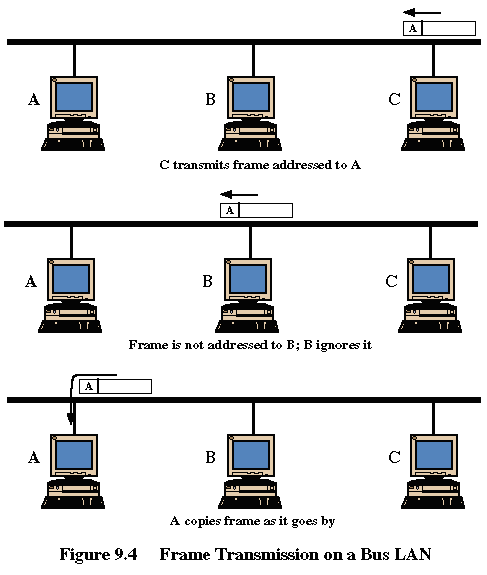 A
A B C
C transmits frame addressed to A
A
A B C
Frame is not addressed to B; B ignores it
A
A B C
A copies frame as it goes by
Figure 9.4 Frame Transmission on a Bus LAN